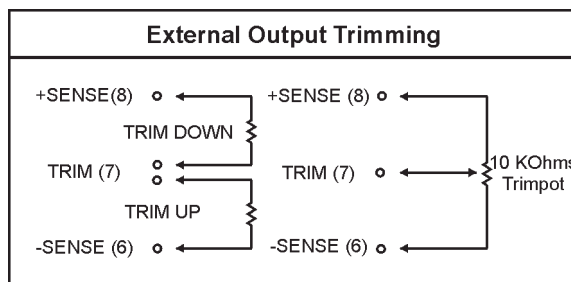 External Output Trimming
+SENSE(8)
TRIM DOWN
TRIM (7)
TRIM UP
-SENSE (6)
+SENSE (8)
TRIM (7)
10 KOhms
Trimpot
-SENSE (6)